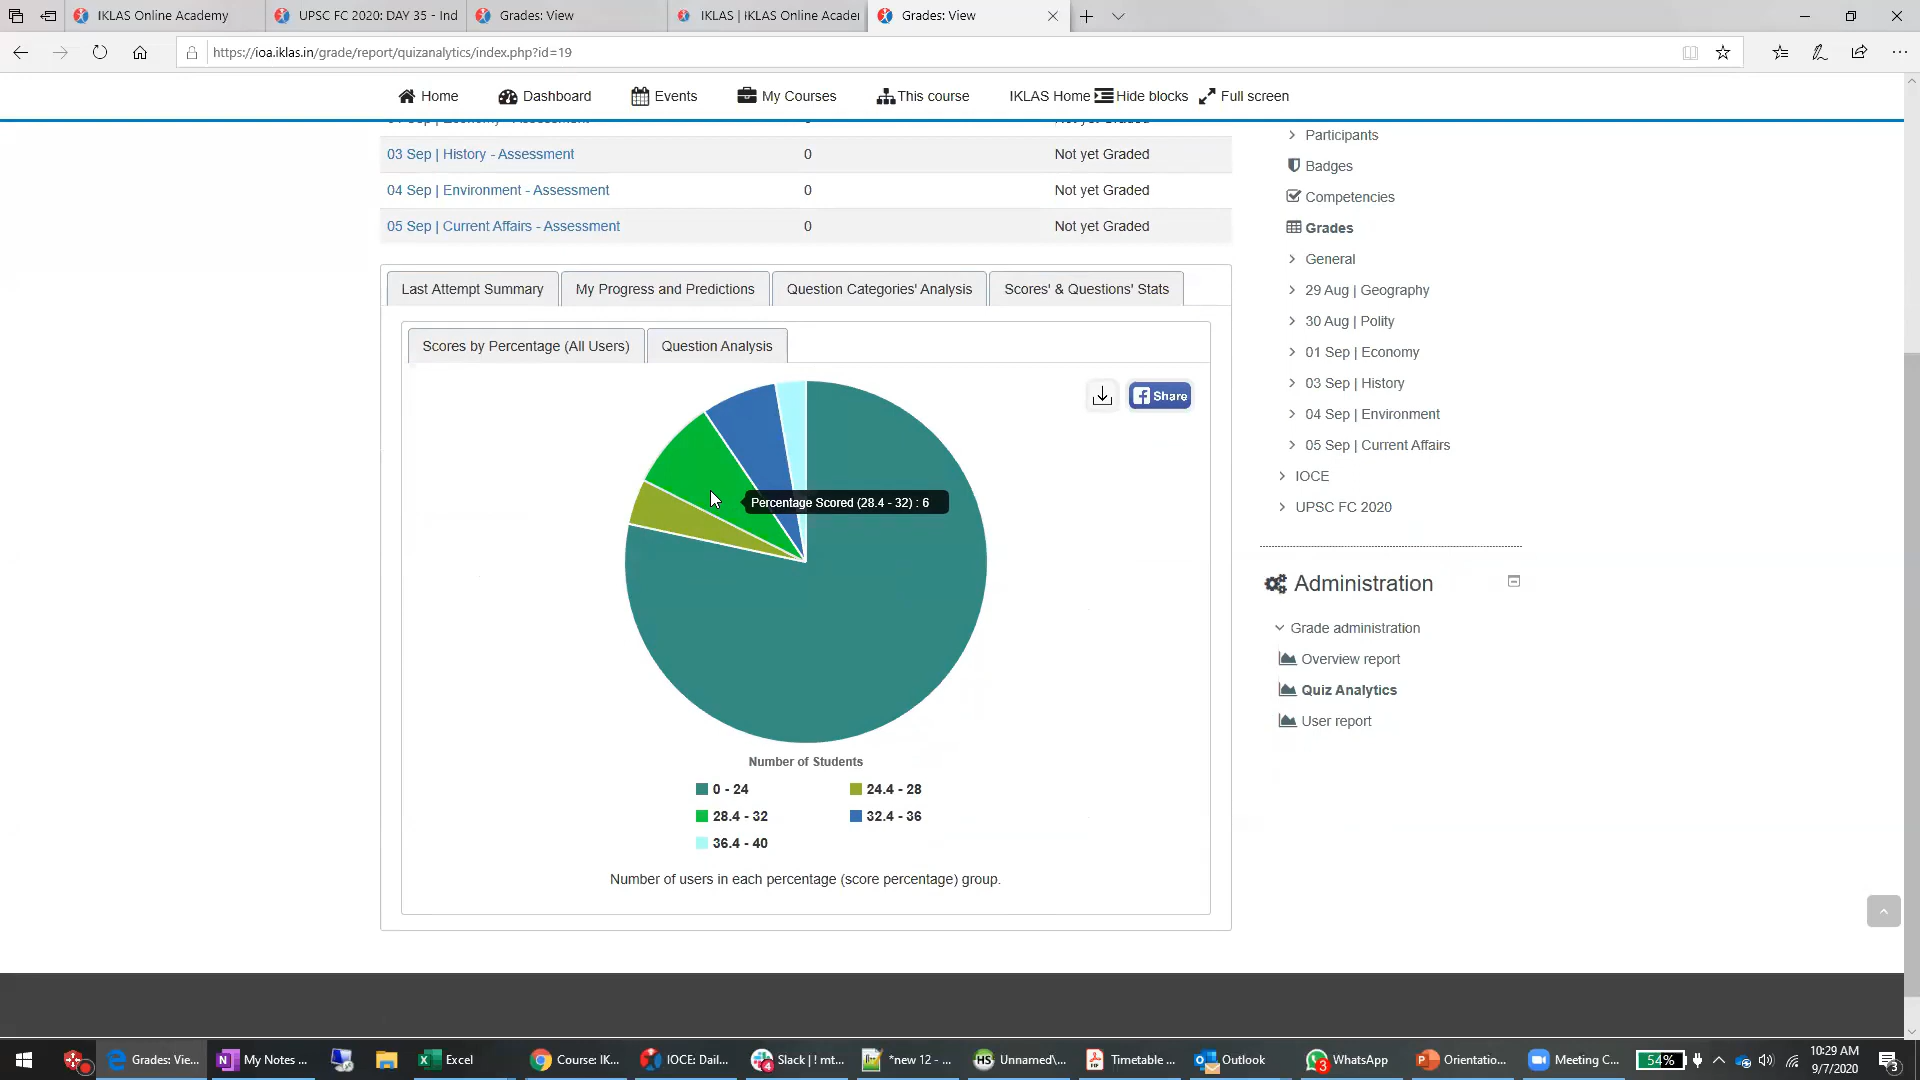 IKLAS Online Academy
UPSC FC 2020: DAY 35 - Ind
Grades: View
IKLAS | IKLAS Online Acader
Grades: View
https://ioa.iklas.in/grade/report/quizanalytics/index.php?id=19
Home
Dashboard
Events
My Courses
This course
IKLAS Home
Hide blocks
Full screen
03 Sep | History - Assessment 0 Not yet Graded
04 Sep | Environment - Assessment 0 Not yet Graded
05 Sep | Current Affairs - Assessment 0 Not yet Graded
Last Attempt Summary
My Progress and Predictions
Question Categories' Analysis
Scores' & Questions' Stats
Scores by Percentage (All Users)
Question Analysis
Share
Percentage Scored (28.4 - 32) : 6
Number of Students
0 - 24
24.4 - 28
28.4 - 32
32.4 - 36
36.4 - 40
Number of users in each percentage (score percentage) group.
Participants
Badges
Competencies
Grades
General
29 Aug | Geography
30 Aug | Polity
01 Sep | Economy
03 Sep | History
04 Sep | Environment
05 Sep | Current Affairs
IOCE
UPSC FC 2020
Administration
Grade administration
Overview report
Quiz Analytics
User report
Grades: Vie...
My Notes ...
Excel
Course: IK...
IOCE: Dail...
4
Slack | ! mt...
*new 12 - ...
HS
Unnamed\...
Timetable ...
Outlook
3
WhatsApp
Orientatio...
Meeting C...
54%
10:29 AM
9/7/2020
3